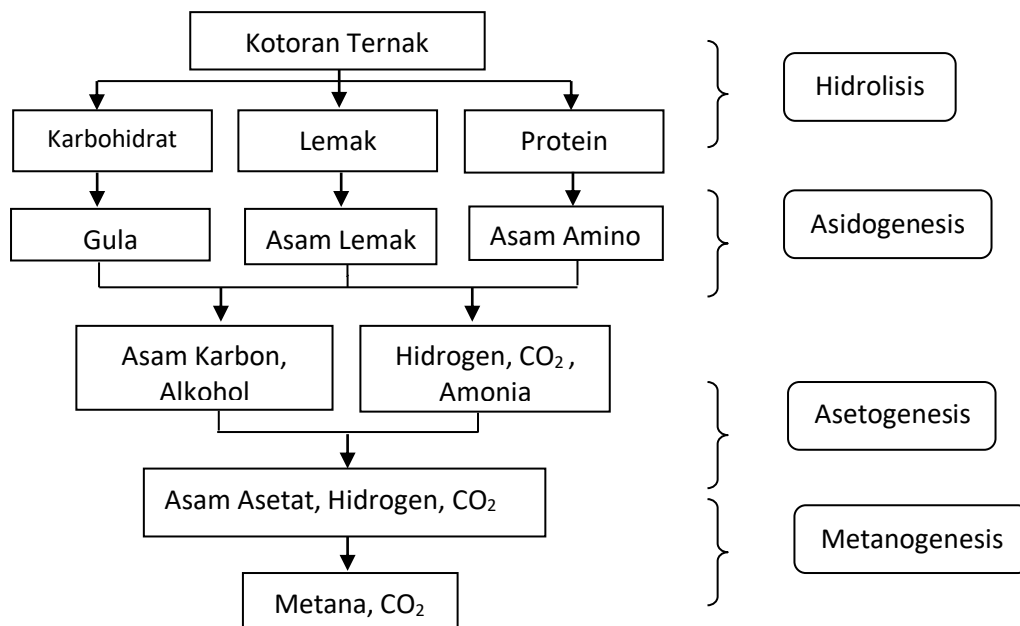 Kotoran Ternak
Hidrolisis
Karbohidrat
Lemak
Protein
Gula
Asam Lemak
Asam Amino
Asidogenesis
Asam Karbon,
Alkohol
Hidrogen, CO₂ ,
Amonia
Asetogenesis
Asam Asetat, Hidrogen, CO₂
Metanogenesis
Metana, CO₂